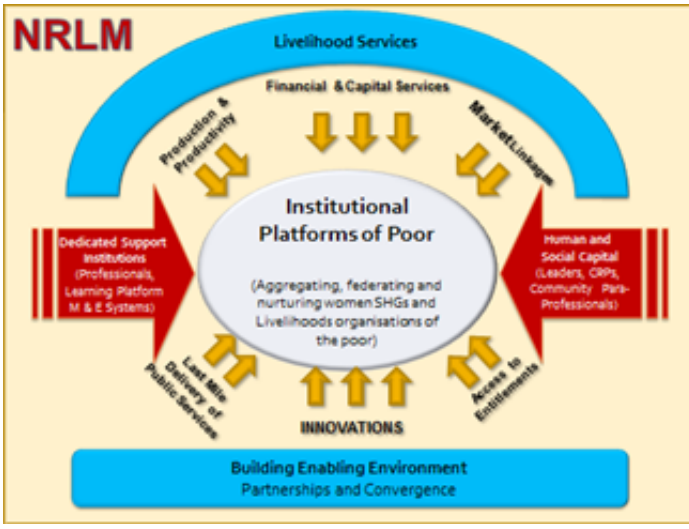 NRLM
Livelihood Services
Financial & Capital Services
Production &
Productivity
Market Linkages
Institutional
Platforms of Poor
(Aggregating, federating and
nurturing women SHGs and
Livelihoods organisations of
the poor)
Dedicated Support
Institutions
(Professionals,
Learning Platform
M & E Systems)
Human and
Social Capital
(Leaders, CRPs,
Community Para-
Professionals)
Last Mile
Delivery of
Public Services
INNOVATIONS
Access to
Entitlements
Building Enabling Environment
Partnerships and Convergence